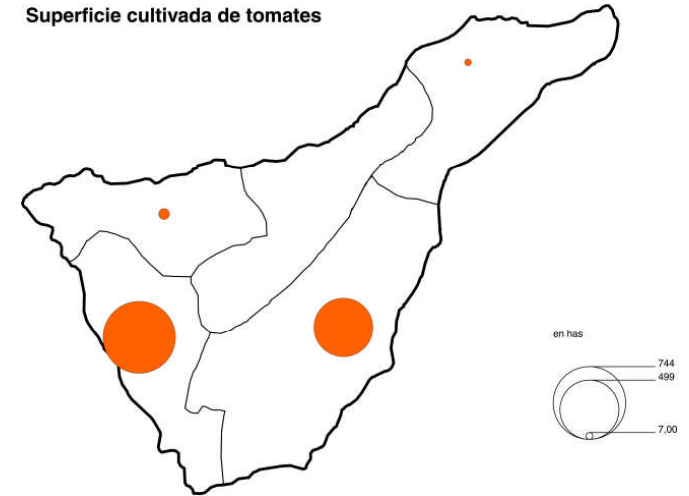 Superficie cultivada de tomates
en has
744
499
7,00